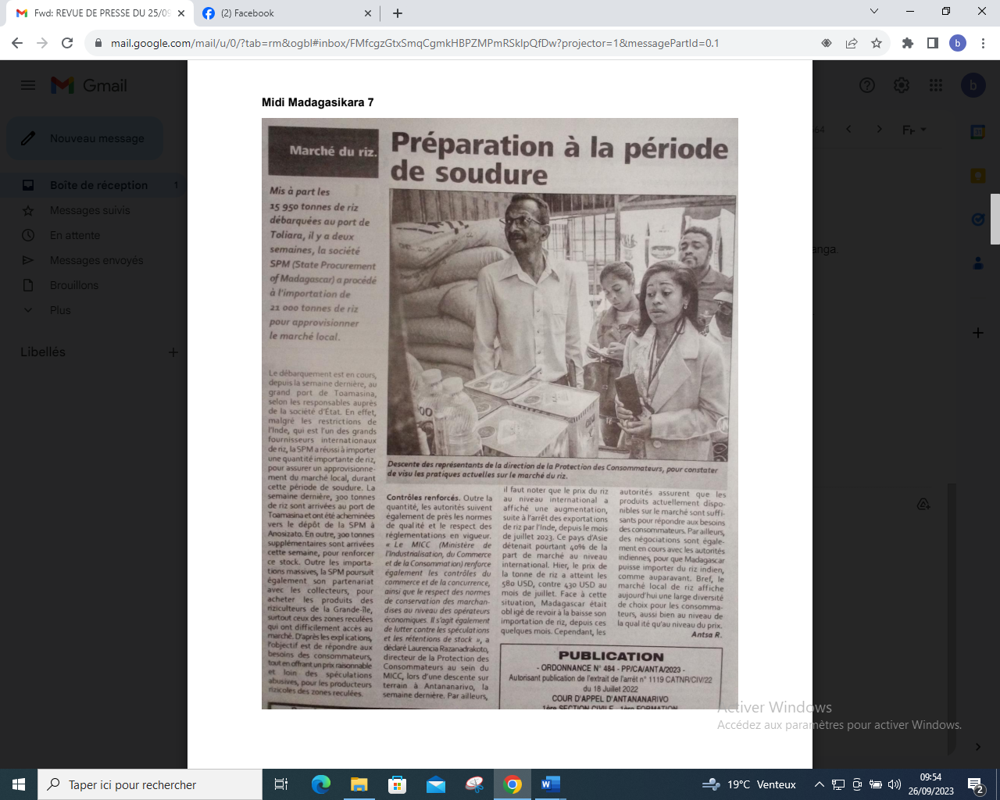 Fwd: REVUE DE PRESSE DU 25/09
(2) Facebook
mail.google.com/mail/u/0/?tab=rm&ogbl#inbox/FMfcgzGtxSmqCgmkHBPZMPmRSklpQfDw?projector=1&messagePartId=0.1
b
Gmail
b
Nouveau message
Boîte de réception 1
Messages suivis
En attente
Messages envoyés
Brouillons
Plus
Libellés
64
Fr
anga.
Midi Madagasikara 7
Marché du riz.
Préparation à la période
de soudure
Mis à part les
15 950 tonnes de riz
débarquées au port de
Toliara, il y a deux
semaines, la société
SPM (State Procurement
of Madagascar) a procédé
à l'importation de
21 000 tonnes de riz
pour approvisionner
le marché local.
Le débarquement est en cours,
depuis la semaine dernière, au
grand port de Toamasina,
selon les responsables auprès
de la société d'État. En effet,
malgré les restrictions de
l'Inde, qui est l'un des grands
fournisseurs internationaux
de riz, la SPM a réussi à importer
une quantité importante de riz,
pour assurer un approvisionne-
ment du marché local, durant
cette période de soudure. La
semaine dernière, 300 tonnes
de riz sont arrivées au port de
Toamasina et ont été acheminées
vers le dépôt de la SPM à
Anosizato. En outre, 300 tonnes
supplémentaires sont arrivées
cette semaine, pour renforcer
ce stock. Outre les importa-
tions massives, la SPM poursuit
également son partenariat
avec les collecteurs, pour
acheter les produits des
riziculteurs de la Grande-île,
surtout ceux des zones reculées
qui ont difficilement accès au
marché. D'après les explications,
l'objectif est de répondre aux
besoins des consommateurs,
tout en offrant un prix raisonnable
et loin des spéculations
abusives, pour les producteurs
rizicoles des zones reculées.
Descente des représentants de la direction de la Protection des Consommateurs, pour constater
de visu les pratiques actuelles sur le marché du riz.
Contrôles renforcés. Outre la
quantité, les autorités suivent
également de près les normes
de qualité et le respect des
réglementations en vigueur.
« Le MICC (Ministère de
l'Industrialisation, du Commerce
et de la Consommation) renforce
également les contrôles du
commerce et de la concurrence,
ainsi que le respect des normes
de conservation des marchan-
dises au niveau des opérateurs
économiques. Il s'agit également
de lutter contre les spéculations
et les rétentions de stock », a
déclaré Laurencia Razanadrakoto,
directeur de la Protection des
Consommateurs au sein du
MICC, lors d'une descente sur
terrain à Antananarivo, la
semaine dernière. Par ailleurs,
il faut noter que le prix du riz
au niveau international a
affiché une augmentation,
suite à l'arrêt des exportations
de riz par l'Inde, depuis le mois
de juillet 2023. Ce pays d'Asie
détenait pourtant 40% de la
part de marché au niveau
international. Hier, le prix de
la tonne de riz a atteint les
580 USD, contre 430 USD au
mois de juillet. Face à cette
situation, Madagascar était
obligé de revoir à la baisse son
importation de riz, depuis ces
quelques mois. Cependant, les
autorités assurent que les
produits actuellement dispo-
nibles sur le marché sont suffi-
sants pour répondre aux besoins
des consommateurs. Par ailleurs,
des négociations sont égale-
ment en cours avec les autorités
indiennes, pour que Madagascar
puisse importer du riz indien,
comme auparavant. Bref, le
marché local de riz affiche
aujourd'hui une large diversité
de choix pour les consomma-
teurs, aussi bien au niveau de
la qualité qu'au niveau du prix.
Antsa R.
PUBLICATION
- ORDONNANCE N° 484 - PP/CA/ANTA/2023 -
Autorisant publication de l'extrait de l'arrêt n° 1119 CATNR/CIV/22
du 18 Juillet 2022
COUR D'APPEL D'ANTANANARIVO
1ère SECTION CIVILE - 1ère FORMATION
Activer Windows
Accédez aux paramètres pour activer Windows.
Taper ici pour rechercher
19°C Venteux
09:54
26/09/2023
2